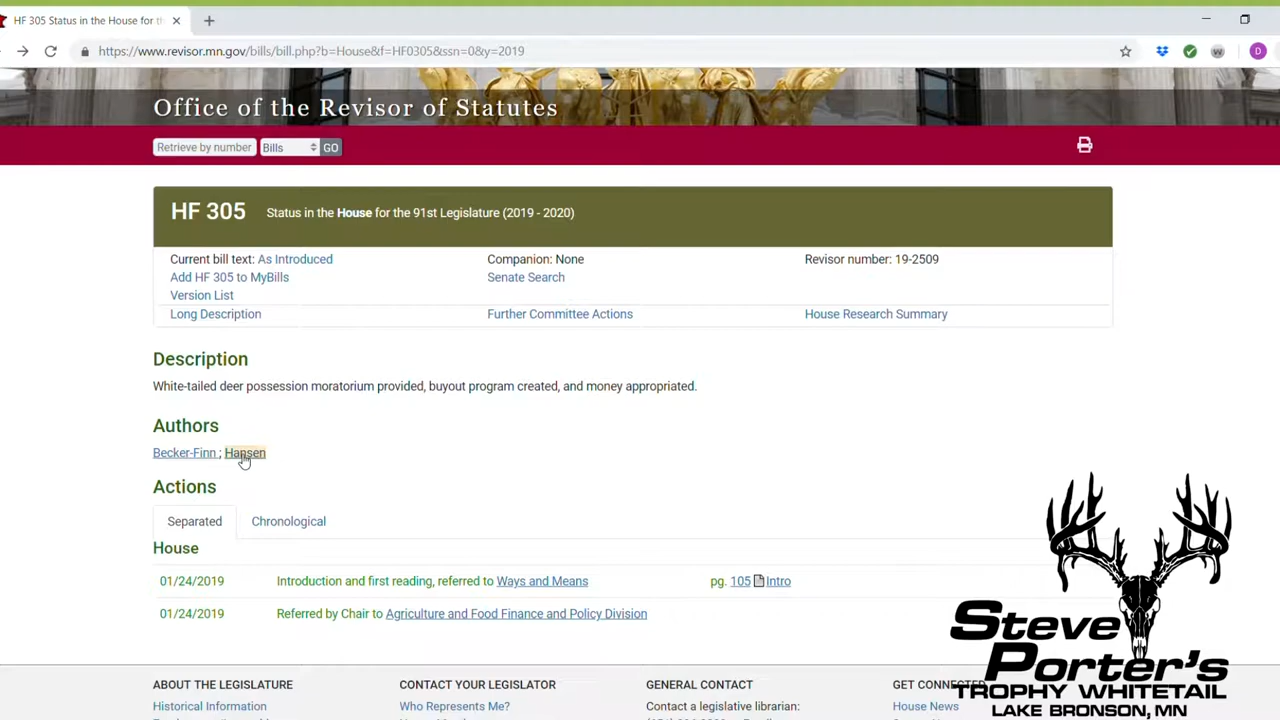 HF 305 Status in the House for th
https://www.revisor.mn.gov/bills/bill.php?b=House&f=HF0305&ssn=0&y=2019
W
D
Office of the Revisor of Statutes
Retrieve by number
Bills
GO
HF 305
Status in the House for the 91st Legislature (2019 - 2020)
Current bill text: As Introduced
Companion: None
Revisor number: 19-2509
Add HF 305 to MyBills
Senate Search
Version List
Long Description
Further Committee Actions
House Research Summary
Description
White-tailed deer possession moratorium provided, buyout program created, and money appropriated.
Authors
Becker-Finn ; Hansen
Actions
Separated
Chronological
House
01/24/2019
Introduction and first reading, referred to Ways and Means
pg. 105 Intro
01/24/2019
Referred by Chair to Agriculture and Food Finance and Policy Division
Steve
Porter's
TROPHY WHITETAIL
LAKE BRONSON, MN
ABOUT THE LEGISLATURE
CONTACT YOUR LEGISLATOR
GENERAL CONTACT
GET CONNECTED
Historical Information
Who Represents Me?
Contact a legislative librarian:
House News